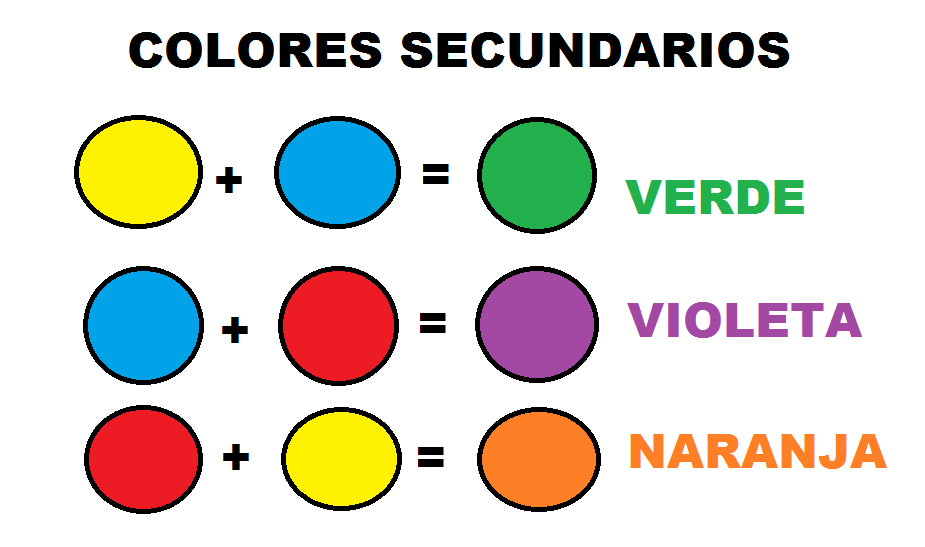 COLORES SECUNDARIOS
+ = VERDE
+ = VIOLETA
+ = NARANJA